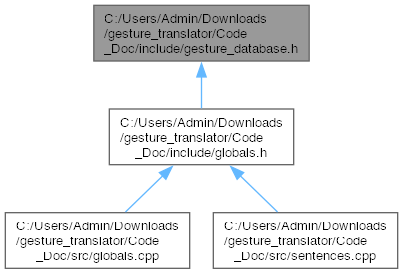 C:/Users/Admin/Downloads
/gesture_translator/Code
_Doc/include/gesture_database.h
C:/Users/Admin/Downloads
/gesture_translator/Code
_Doc/include/globals.h
C:/Users/Admin/Downloads
/gesture_translator/Code
_Doc/src/globals.cpp
C:/Users/Admin/Downloads
/gesture_translator/Code
_Doc/src/sentences.cpp